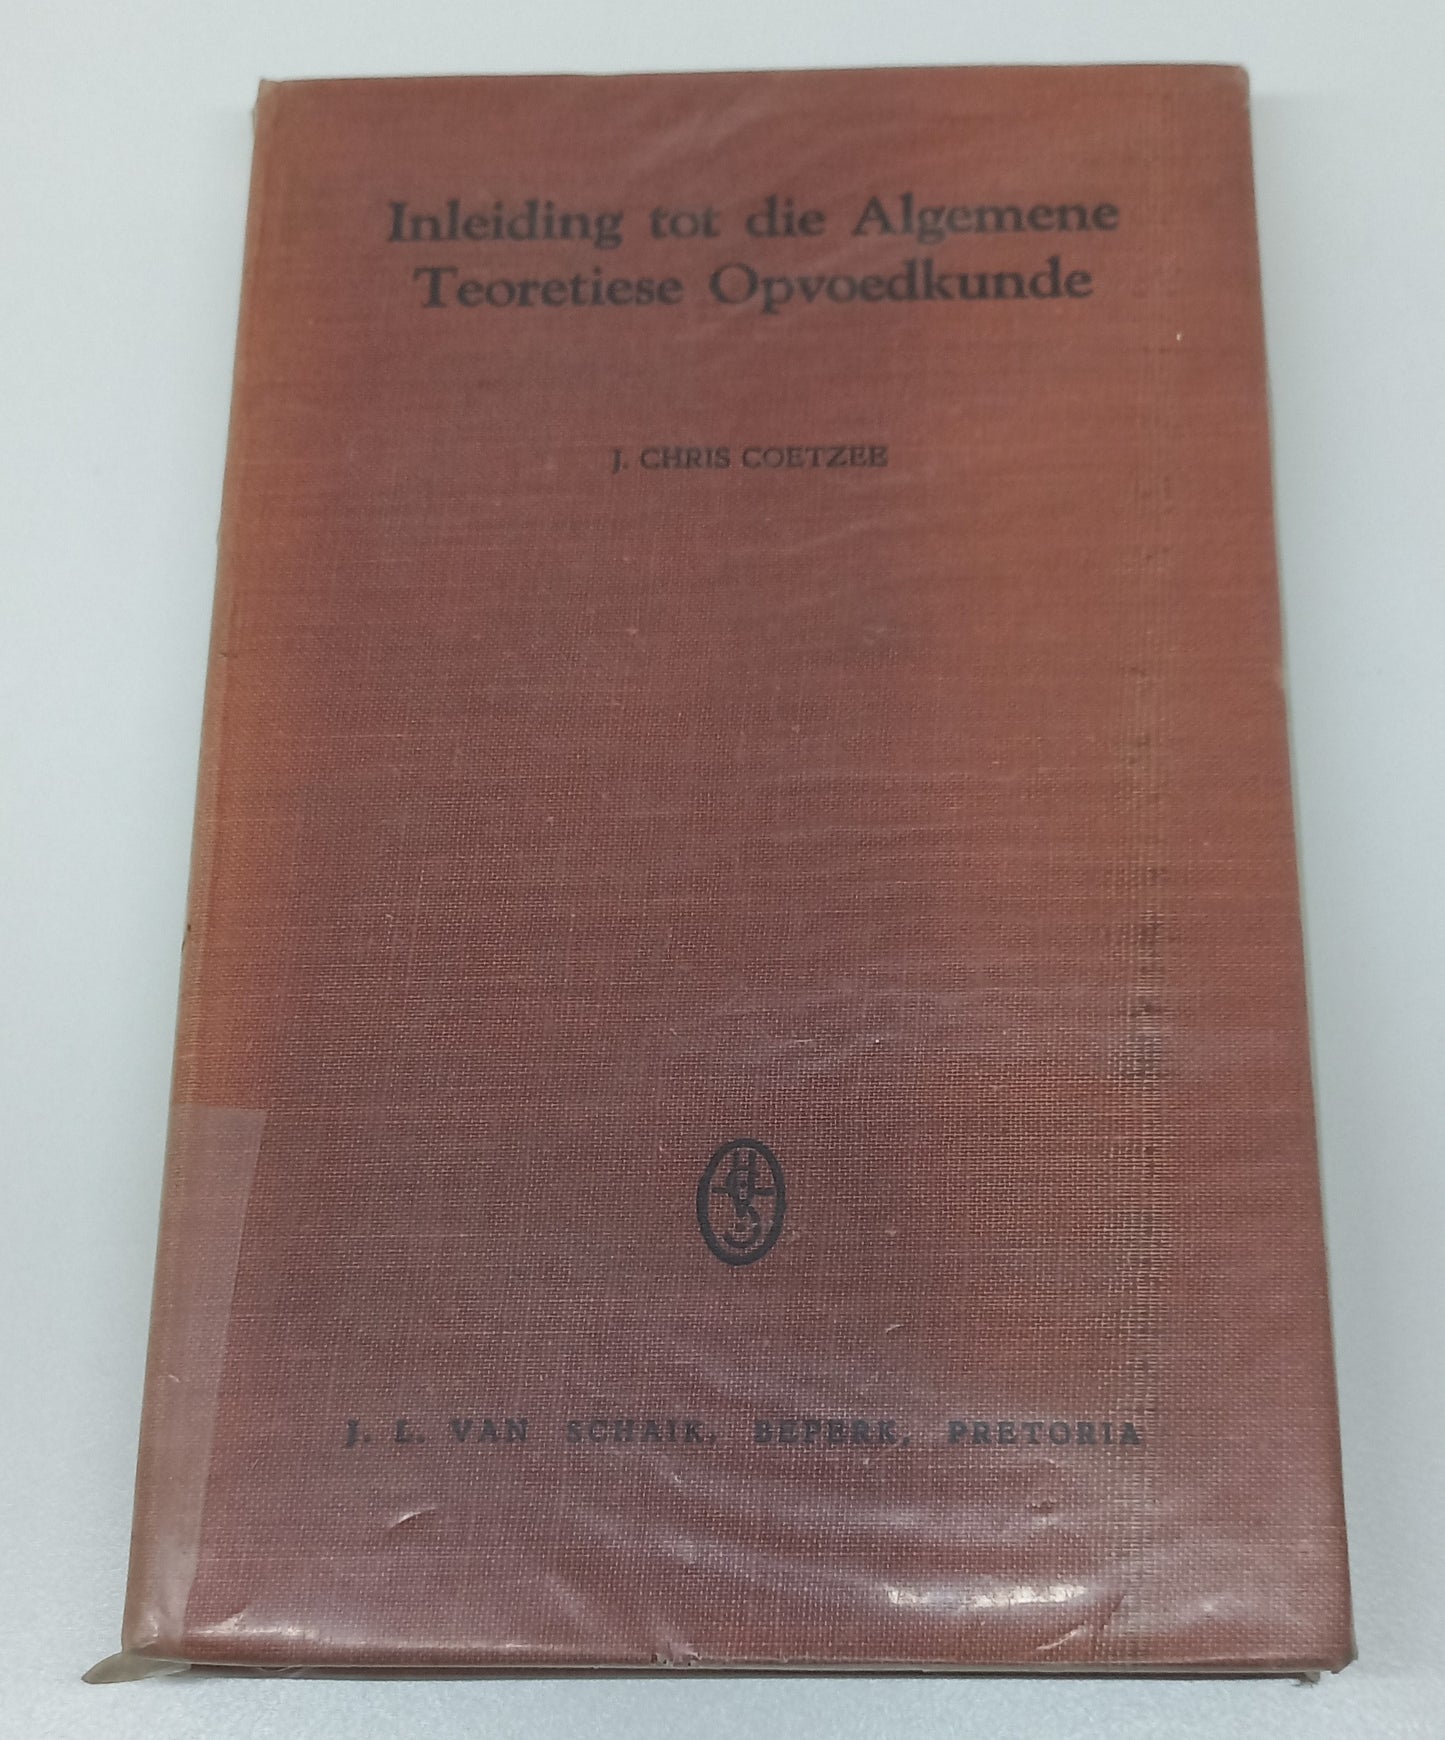 Inleiding tot die Algemene
Teoretiese Opvoedkunde
J. CHRIS COETZEE
J. L. VAN SCHAIK, BEPERK, PRETORIA